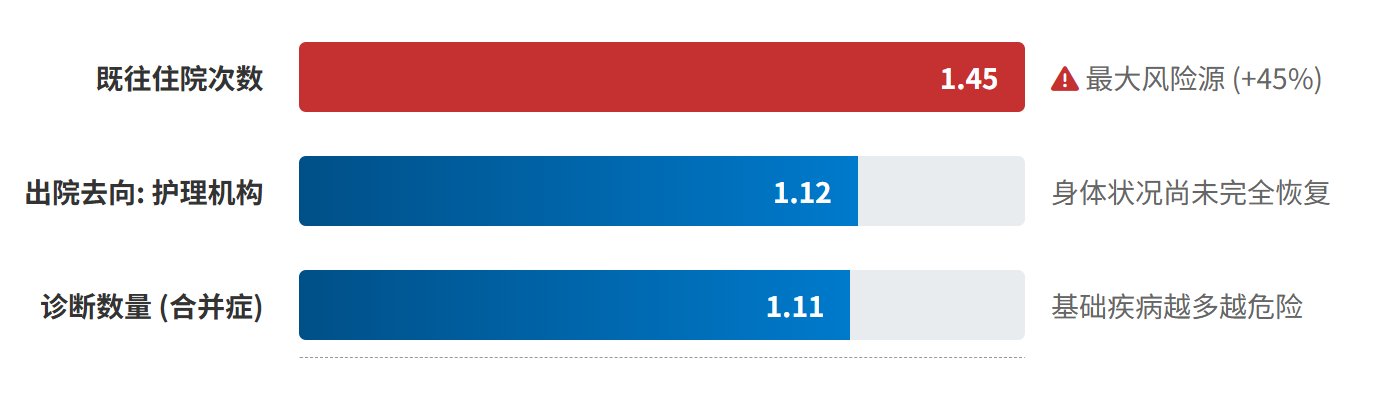 既往住院次数 1.45 最大风险源 (+45%)
出院去向: 护理机构 1.12 身体状况尚未完全恢复
诊断数量 (合并症) 1.11 基础疾病越多越危险